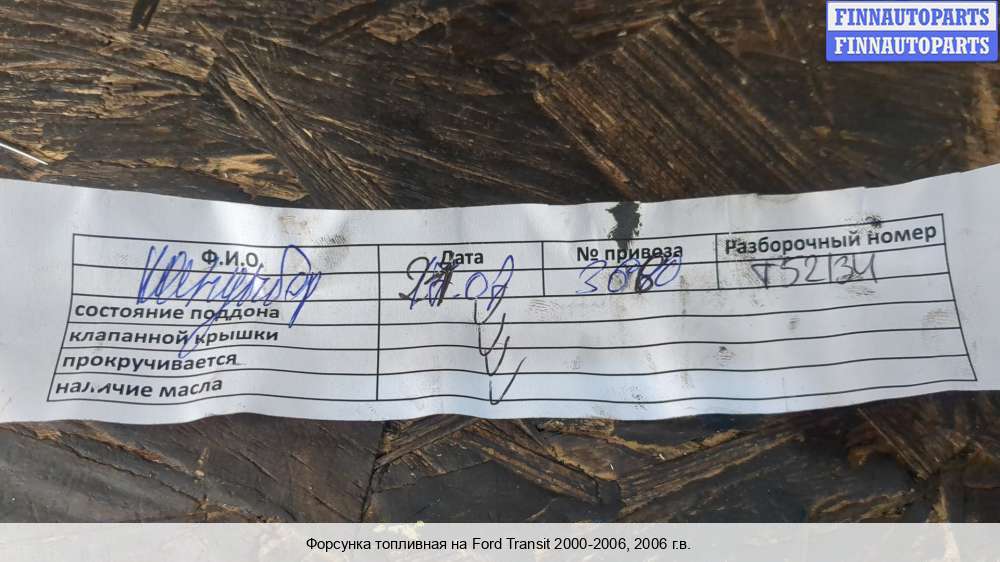 FINNAUTOPARTS
FINNAUTOPARTS
Ф.И.О. Дата № привоза Разборочный номер
30760 T52134
состояние поддона
клапанной крышки
прокручивается
наличие масла
Форсунка топливная на Ford Transit 2000-2006, 2006 г.в.